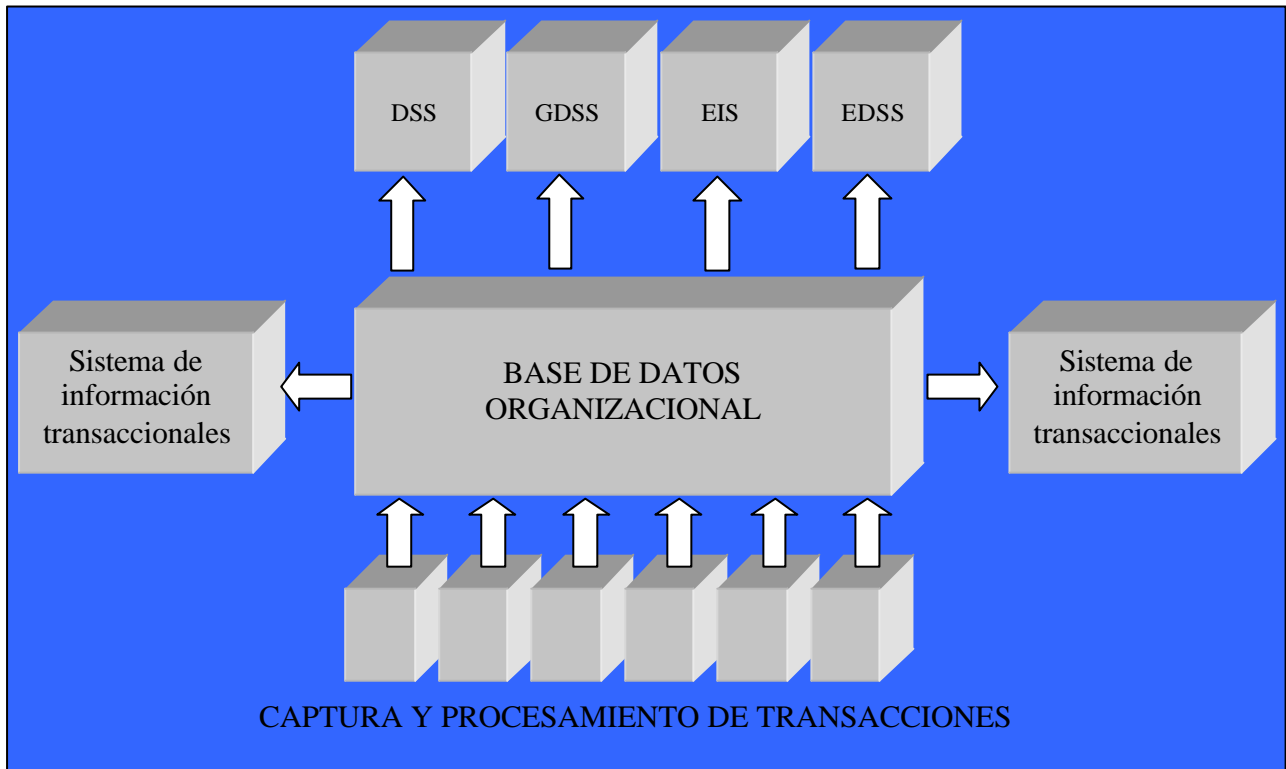 DSS
GDSS
EIS
EDSS
Sistema de
información
transaccionales
BASE DE DATOS
ORGANIZACIONAL
Sistema de
información
transaccionales
CAPTURA Y PROCESAMIENTO DE TRANSACCIONES